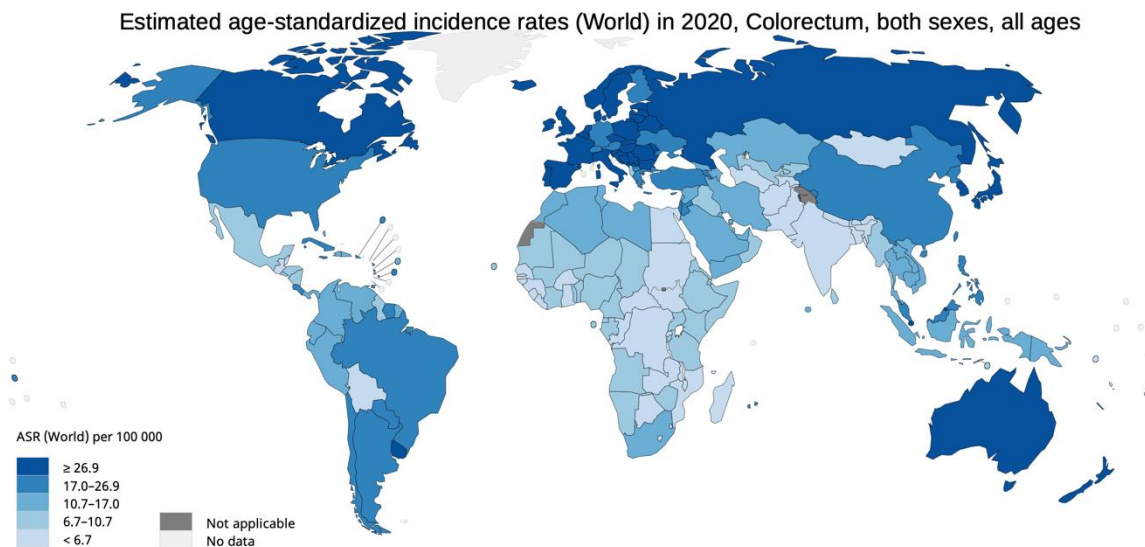 Estimated age-standardized incidence rates (World) in 2020, Colorectum, both sexes, all ages
ASR (World) per 100 000
≥ 26.9
17.0–26.9
10.7–17.0
6.7–10.7
< 6.7
Not applicable
No data